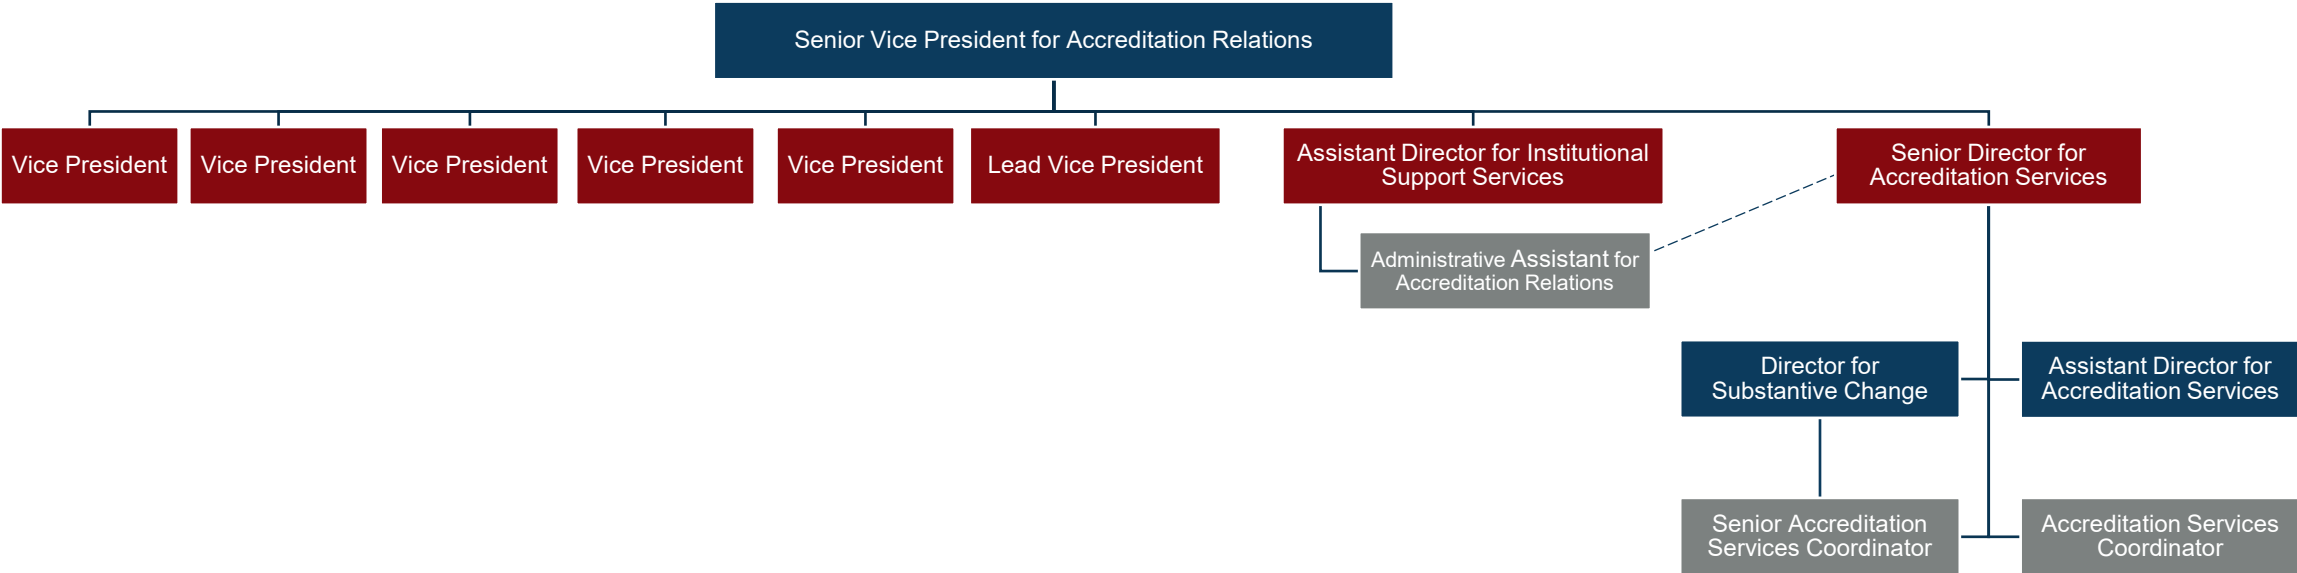 Senior Vice President for Accreditation Relations
Vice President
Vice President
Vice President
Vice President
Vice President
Lead Vice President
Assistant Director for Institutional
Support Services
Senior Director for
Accreditation Services
Administrative Assistant for
Accreditation Relations
Director for
Substantive Change
Assistant Director for
Accreditation Services
Senior Accreditation
Services Coordinator
Accreditation Services
Coordinator